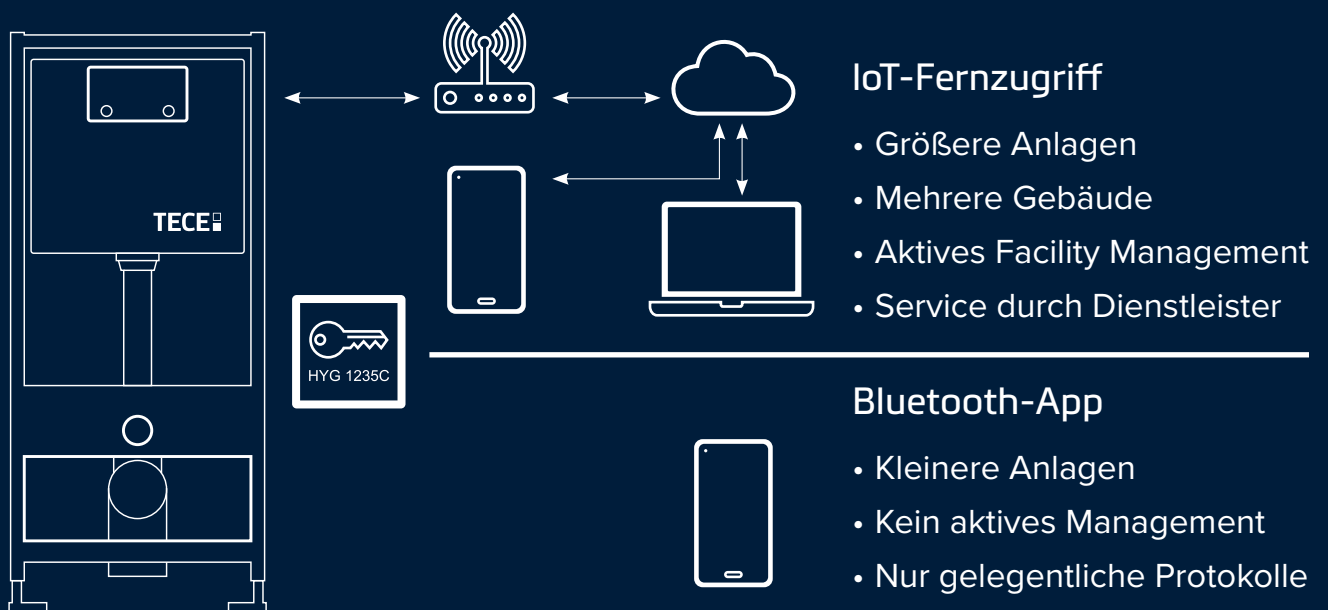 TECE
HYG 1235C
IoT-Fernzugriff
• Größere Anlagen
• Mehrere Gebäude
• Aktives Facility Management
• Service durch Dienstleister
Bluetooth-App
• Kleinere Anlagen
• Kein aktives Management
• Nur gelegentliche Protokolle